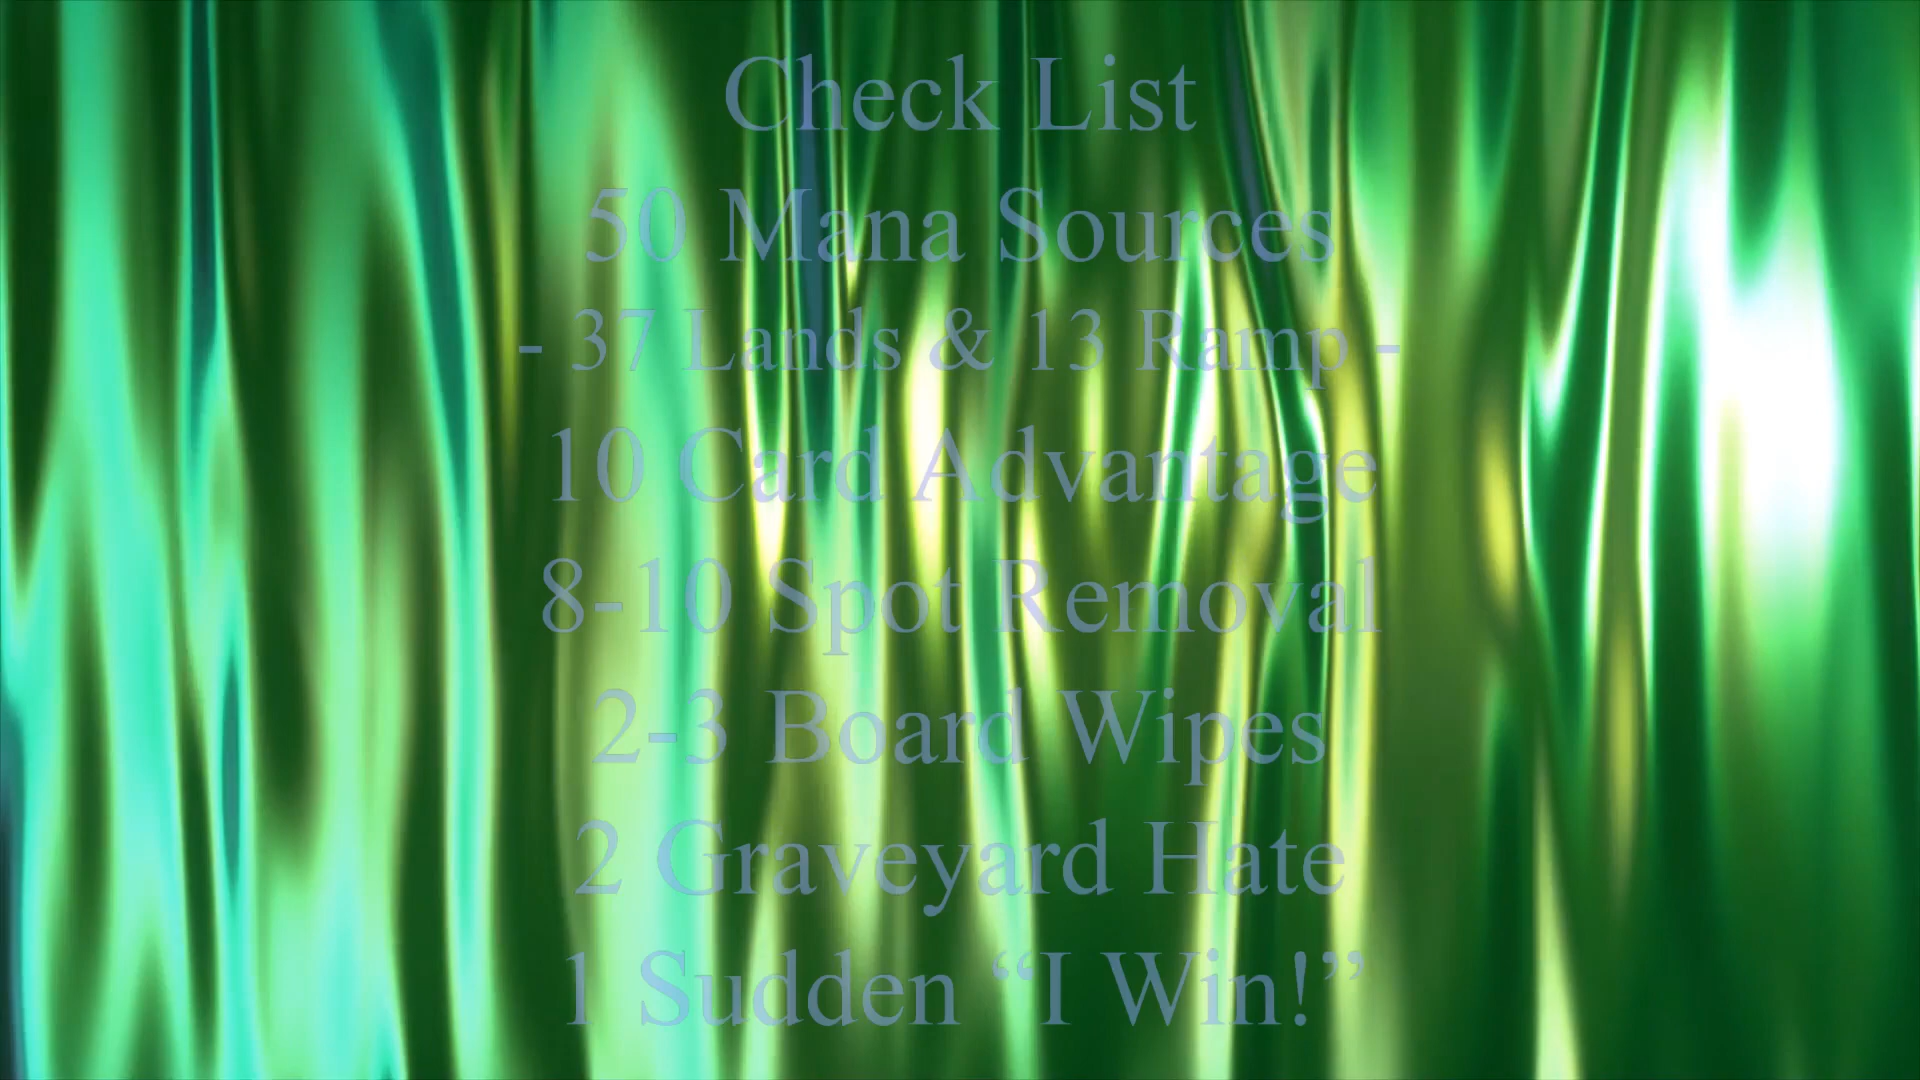 Check List
50 Mana Sources
- 37 Lands & 13 Ramp -
10 Card Advantage
8-10 Spot Removal
2-3 Board Wipes
2 Graveyard Hate
1 Sudden “I Win!”